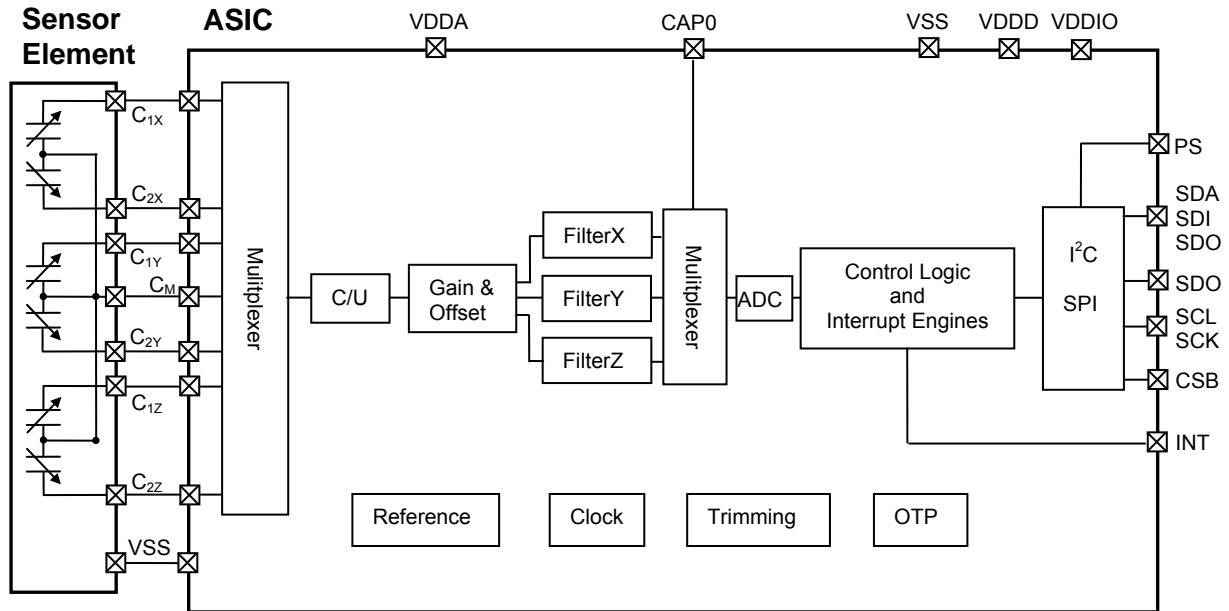 Sensor
Element
ASIC
VDDA
CAP0
VSS
VDDD
VDDIO
C1X
C2X
C1Y
CM
C2Y
C1Z
C2Z
VSS
Mulitplexer
C/U
Gain &
Offset
FilterX
FilterY
FilterZ
Mulitplexer
ADC
Control Logic
and
Interrupt Engines
I2C
SPI
PS
SDA
SDI
SDO
SDO
SCL
SCK
CSB
INT
Reference
Clock
Trimming
OTP